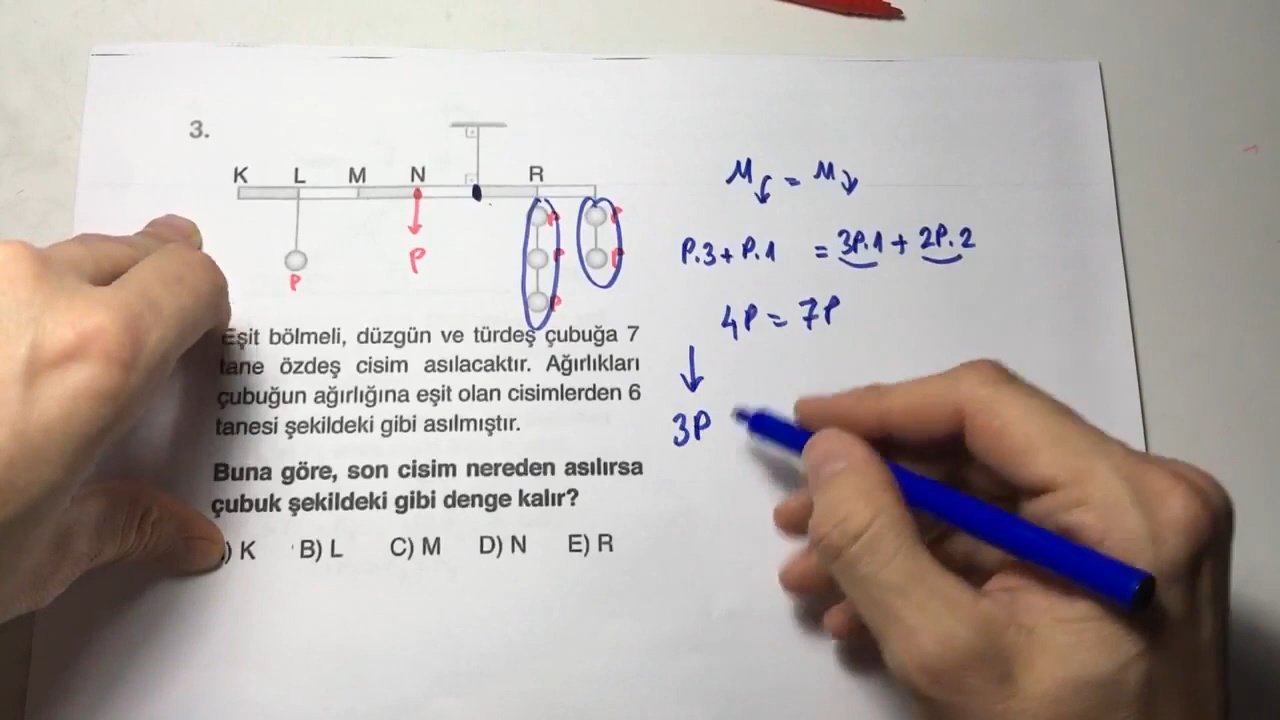 3.
K L M N R
P
P
P P
P P
P
Eşit bölmeli, düzgün ve türdeş çubuğa 7
tane özdeş cisim asılacaktır. Ağırlıkları
çubuğun ağırlığına eşit olan cisimlerden 6
tanesi şekildeki gibi asılmıştır.
Buna göre, son cisim nereden asılırsa
çubuk şekildeki gibi denge kalır?
) K B) L C) M D) N E) R
M = M
P.3 + P.1 = 3P.1 + 2P.2
4P = 7P
3P